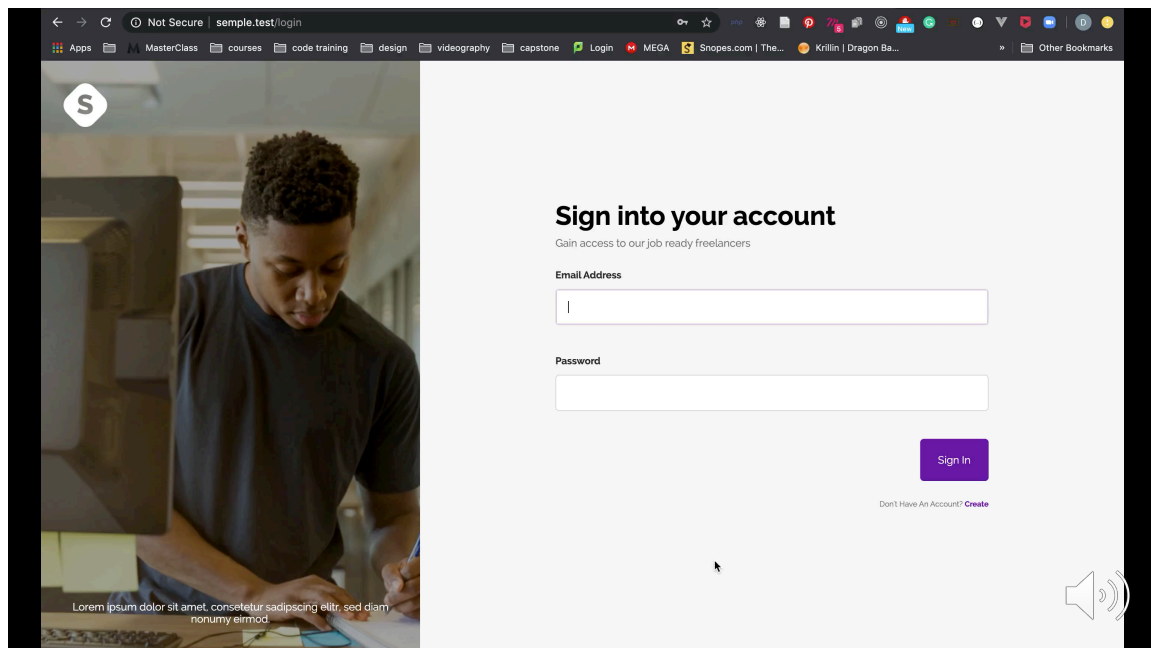 Not Secure | semple.test/login
New
5
D
Apps MasterClass courses code training design videography capstone Login MEGA Snopes.com | The... Krillin | Dragon Ba... » Other Bookmarks
S
Sign into your account
Gain access to our job ready freelancers
Email Address
Password
Sign In
Don't Have An Account? Create
Lorem ipsum dolor sit amet, consetetur sadipscing elitr, sed diam
nonumy eirmod.